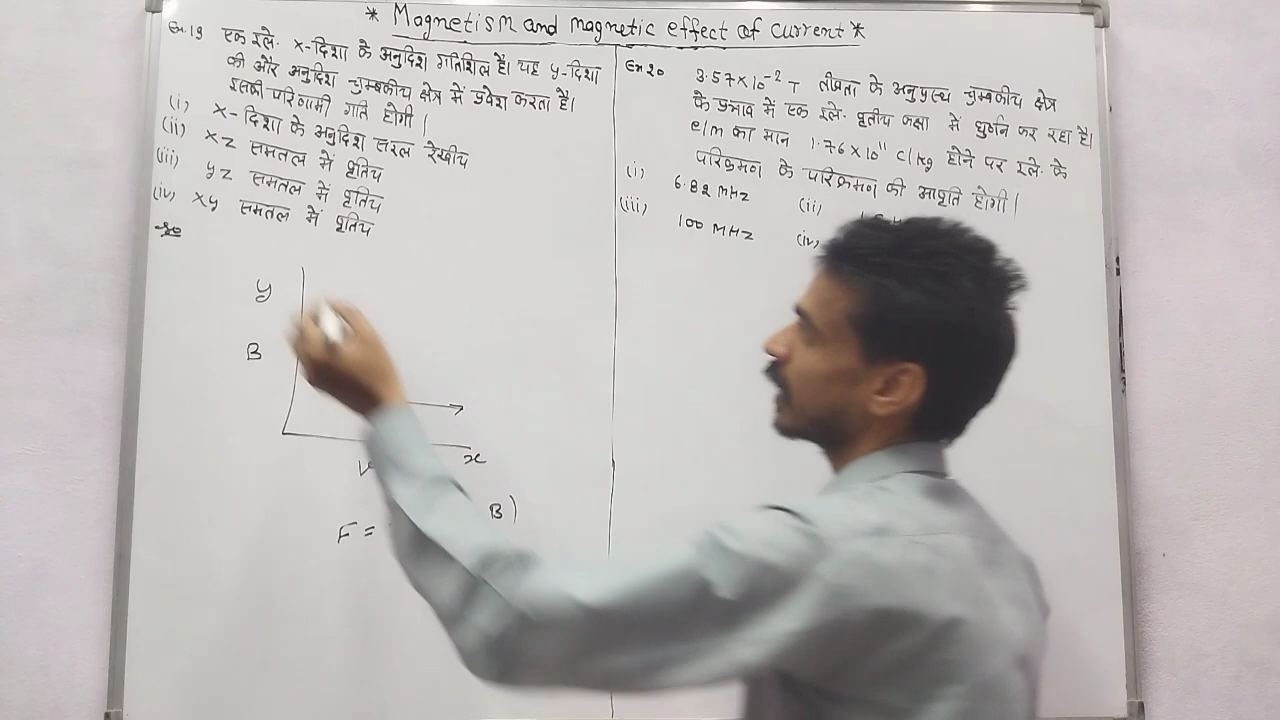 * Magnetism and magnetic effect of current *
Ex.19 एक इले. x-दिशा के अनुदिश गतिशिल है। यह y-दिशा
की और अनुदिश चुम्बकीय क्षेत्र में प्रवेश करता है।
इसकी परिणामी गति होगी।
(i) x-दिशा के अनुदिश सरल रेखीय
(ii) xz समतल में वृतिय
(iii) yz समतल में वृतिय
(iv) xy समतल में वृतिय
y
B
x
F =
B)
Ex 20 3.57×10⁻² T तीव्रता के अनुप्रस्थ चुम्बकीय क्षेत्र
के प्रभाव में एक इले. वृतीय कक्षा में घुर्णन कर रहा है।
e/m का मान 1.76×10¹¹ C/kg होने पर इले. के
परिक्रमण के परिक्रमण की आवृति होगी।
(i) 6.82 MHz (ii)
(iii) 100 MHz (iv)